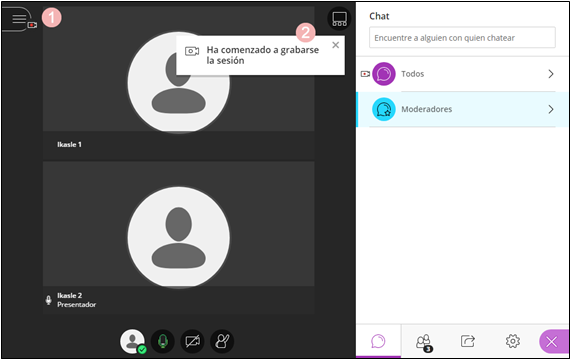 1
2
Ha comenzado a grabarse
la sesión
Ikasle 1
Ikasle 2
Presentador
Chat
Encuentre a alguien con quien chatear
Todos
Moderadores
3